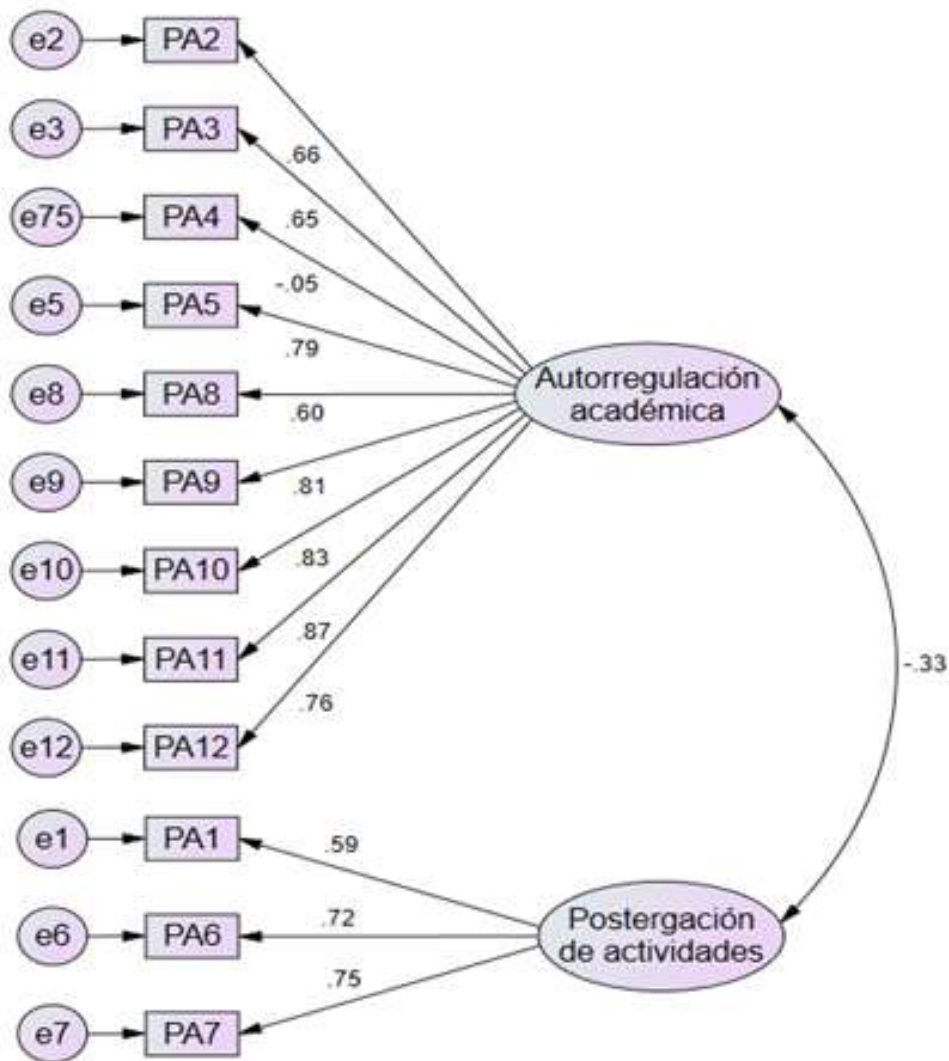 e2 PA2
e3 PA3
.66
e75 PA4
.65
-.05
e5 PA5
.79
Autorregulación
académica
e8 PA8
.60
e9 PA9
.81
e10 PA10
.83
e11 PA11
.87
-.33
e12 PA12
.76
e1 PA1
.59
e6 PA6
.72
Postergación
de actividades
.75
e7 PA7